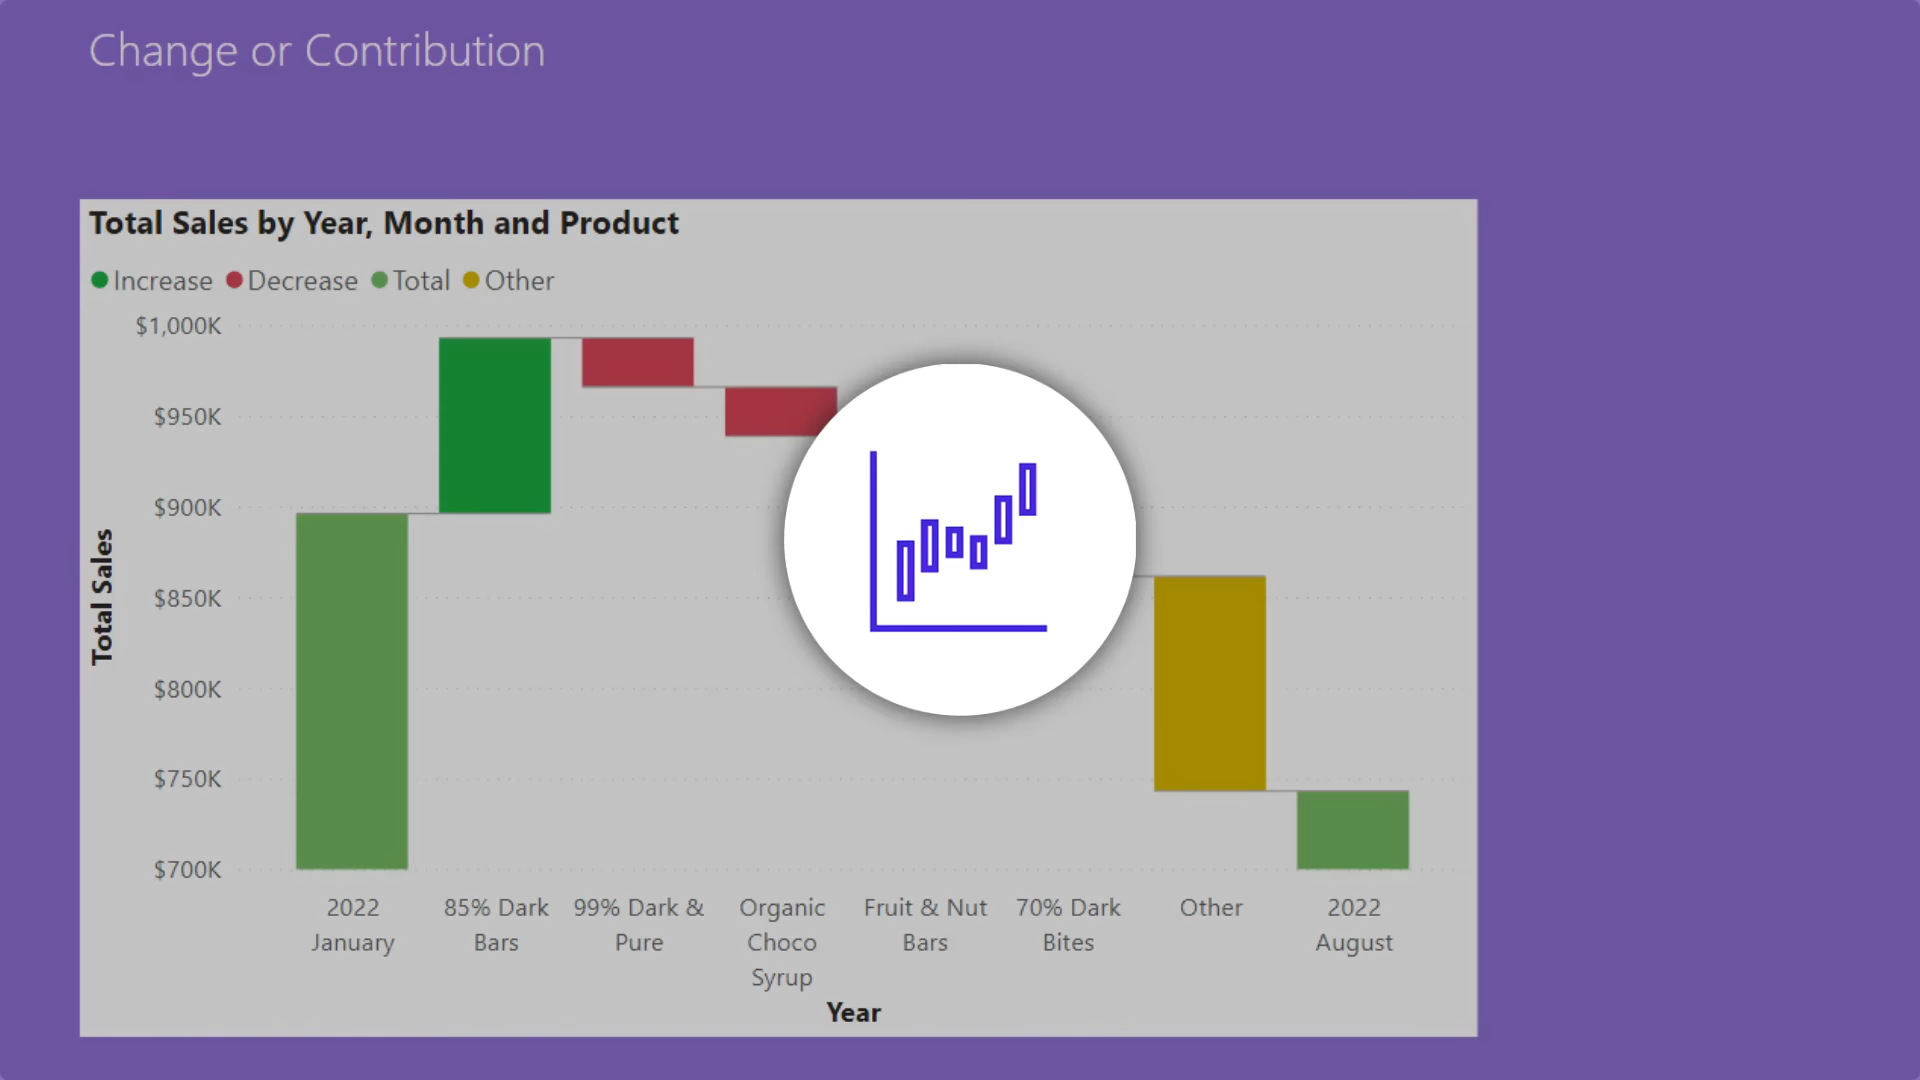 Change or Contribution
Total Sales by Year, Month and Product
Increase Decrease Total Other
$1,000K
$950K
$900K
$850K
$800K
$750K
$700K
Total Sales
2022 January
85% Dark Bars
99% Dark & Pure
Organic Choco Syrup
Fruit & Nut Bars
70% Dark Bites
Other
2022 August
Year